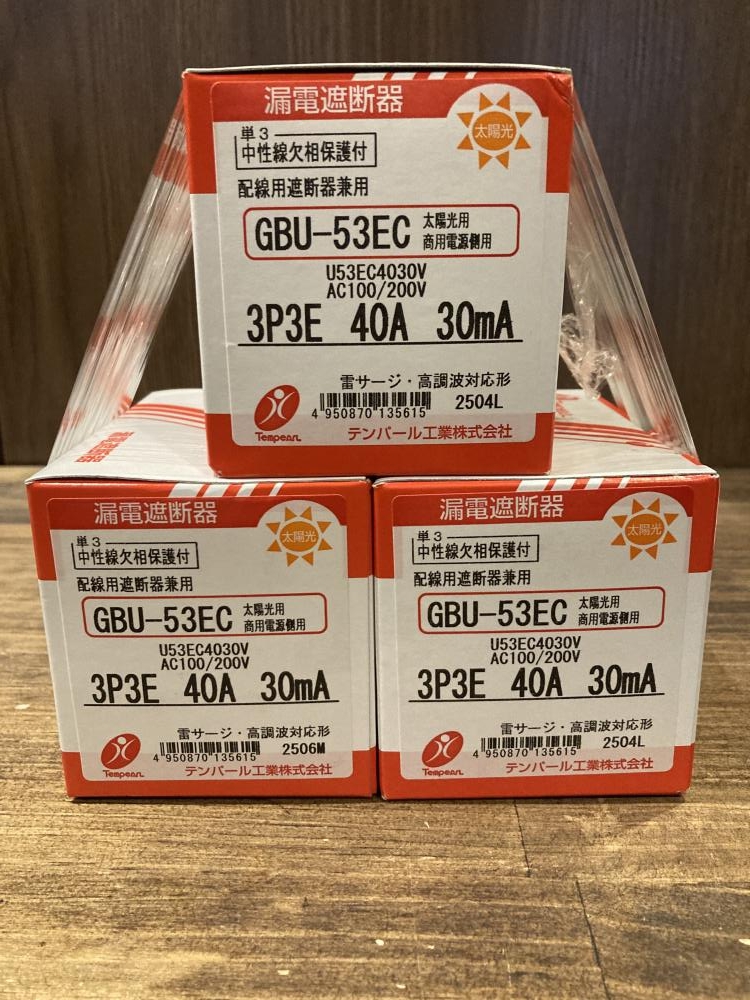 漏電遮断器
太陽光
単3
中性線欠相保護付
配線用遮断器兼用
GBU-53EC 太陽光用
商用電源側用
U53EC4030V
AC100/200V
3P3E 40A 30mA
雷サージ・高調波対応形
4 950870 135615 2504L
Tempearl テンパール工業株式会社
漏電遮断器
漏電遮断器
太陽光
単3
中性線欠相保護付
配線用遮断器兼用
GBU-53EC 太陽光用
商用電源側用
U53EC4030V
AC100/200V
3P3E 40A 30mA
雷サージ・高調波対応形
4 950870 135615 2506M
Tempearl テンパール工業株式会社
漏電遮断器
太陽光
単3
中性線欠相保護付
配線用遮断器兼用
GBU-53EC 太陽光用
商用電源側用
U53EC4030V
AC100/200V
3P3E 40A 30mA
雷サージ・高調波対応形
4 950870 135615 2504L
Tempearl テンパール工業株式会社